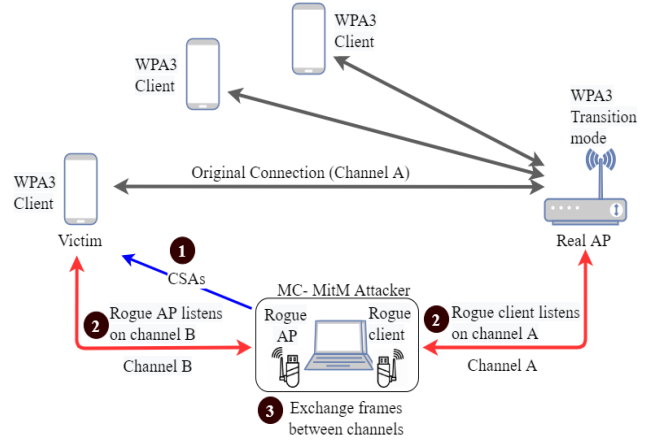 WPA3
Client
WPA3
Client
WPA3
Transition
mode
Original Connection (Channel A)
WPA3
Client
Victim
Real AP
1
CSAs
MC- MitM Attacker
2 Rogue AP listens
on channel B
Channel B
Rogue
AP
Rogue
client
2 Rogue client listens
on channel A
Channel A
3 Exchange frames
between channels